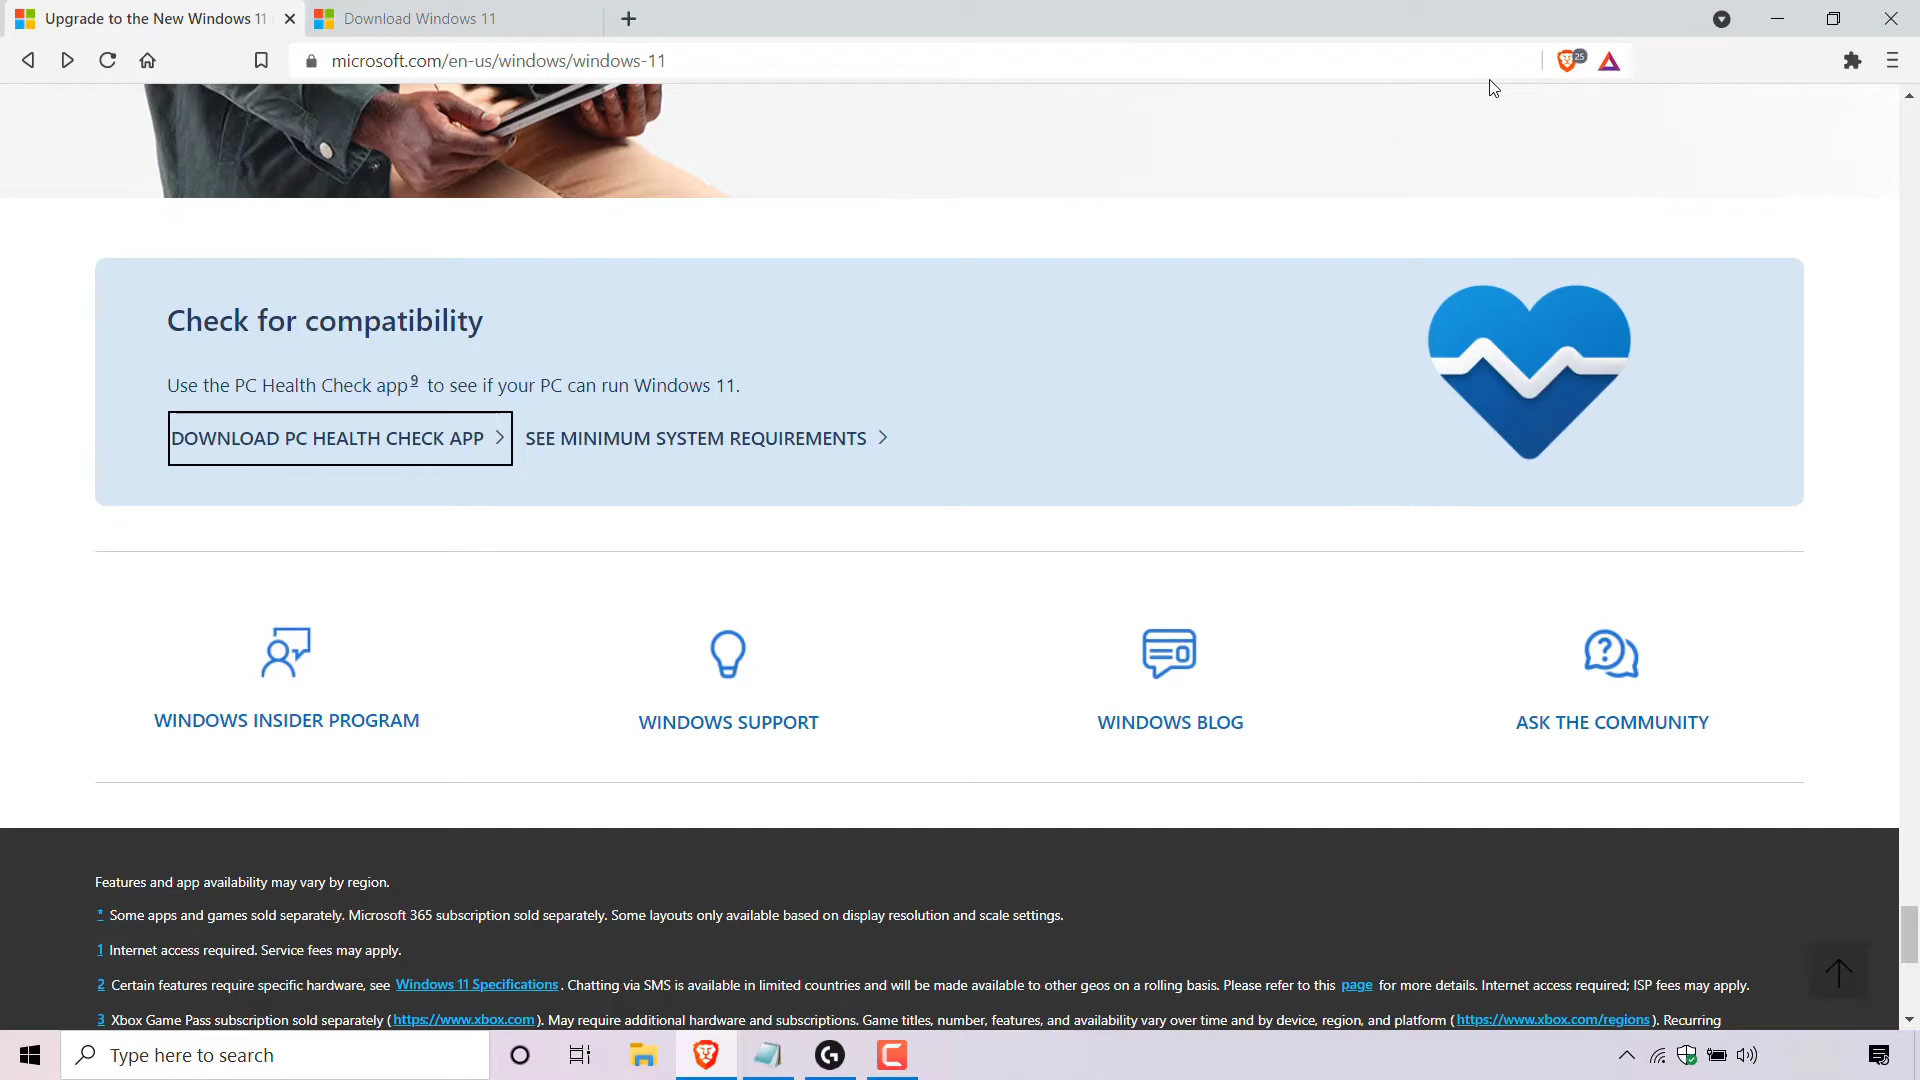 Upgrade to the New Windows 11
Download Windows 11
microsoft.com/en-us/windows/windows-11
25
Check for compatibility
Use the PC Health Check app9 to see if your PC can run Windows 11.
DOWNLOAD PC HEALTH CHECK APP
SEE MINIMUM SYSTEM REQUIREMENTS
WINDOWS INSIDER PROGRAM
WINDOWS SUPPORT
WINDOWS BLOG
ASK THE COMMUNITY
Features and app availability may vary by region.
* Some apps and games sold separately. Microsoft 365 subscription sold separately. Some layouts only available based on display resolution and scale settings.
1 Internet access required. Service fees may apply.
2 Certain features require specific hardware, see Windows 11 Specifications. Chatting via SMS is available in limited countries and will be made available to other geos on a rolling basis. Please refer to this page for more details. Internet access required; ISP fees may apply.
3 Xbox Game Pass subscription sold separately (https://www.xbox.com). May require additional hardware and subscriptions. Game titles, number, features, and availability vary over time and by device, region, and platform (https://www.xbox.com/regions). Recurring
Type here to search